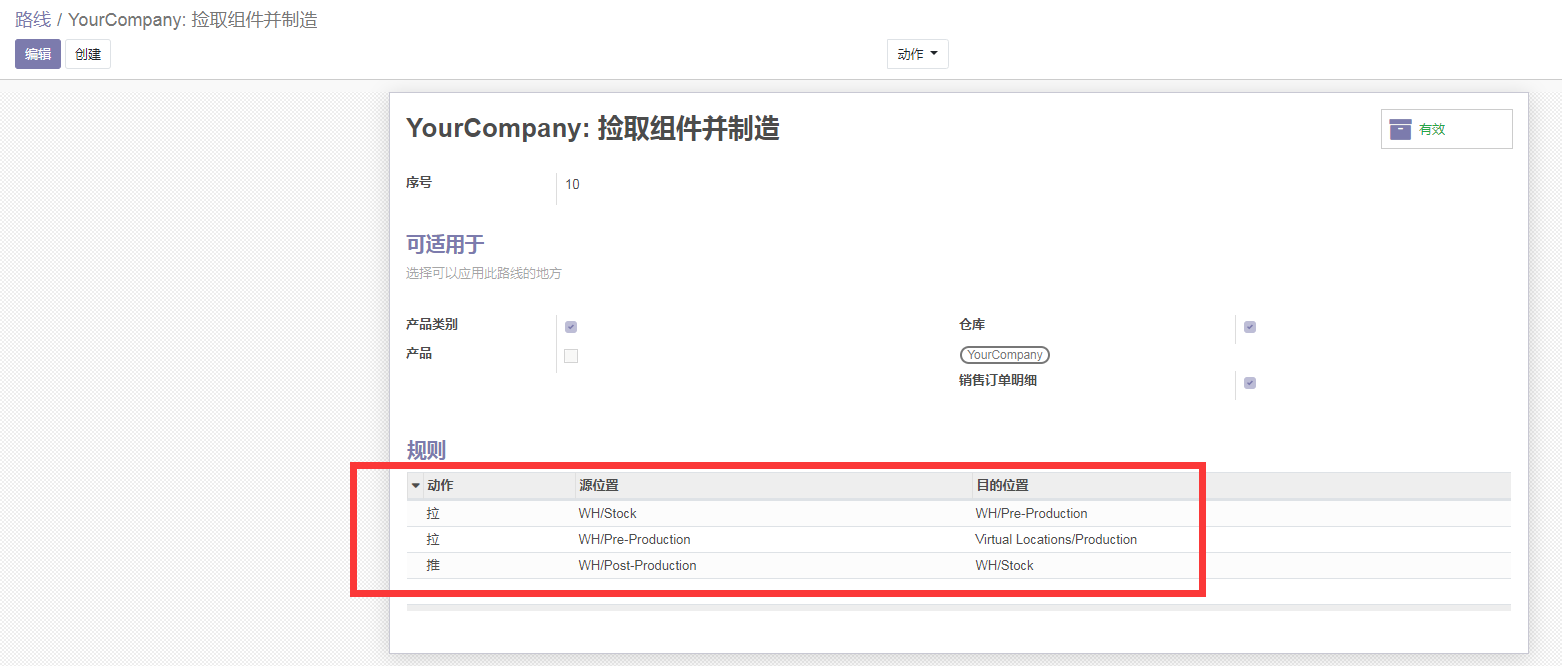 路线 / YourCompany: 捡取组件并制造
编辑 创建 动作
YourCompany: 捡取组件并制造
有效
序号 10
可适用于
选择可以应用此路线的地方
产品类别 仓库
产品 YourCompany
销售订单明细
规则
动作 源位置 目的位置
拉 WH/Stock WH/Pre-Production
拉 WH/Pre-Production Virtual Locations/Production
推 WH/Post-Production WH/Stock